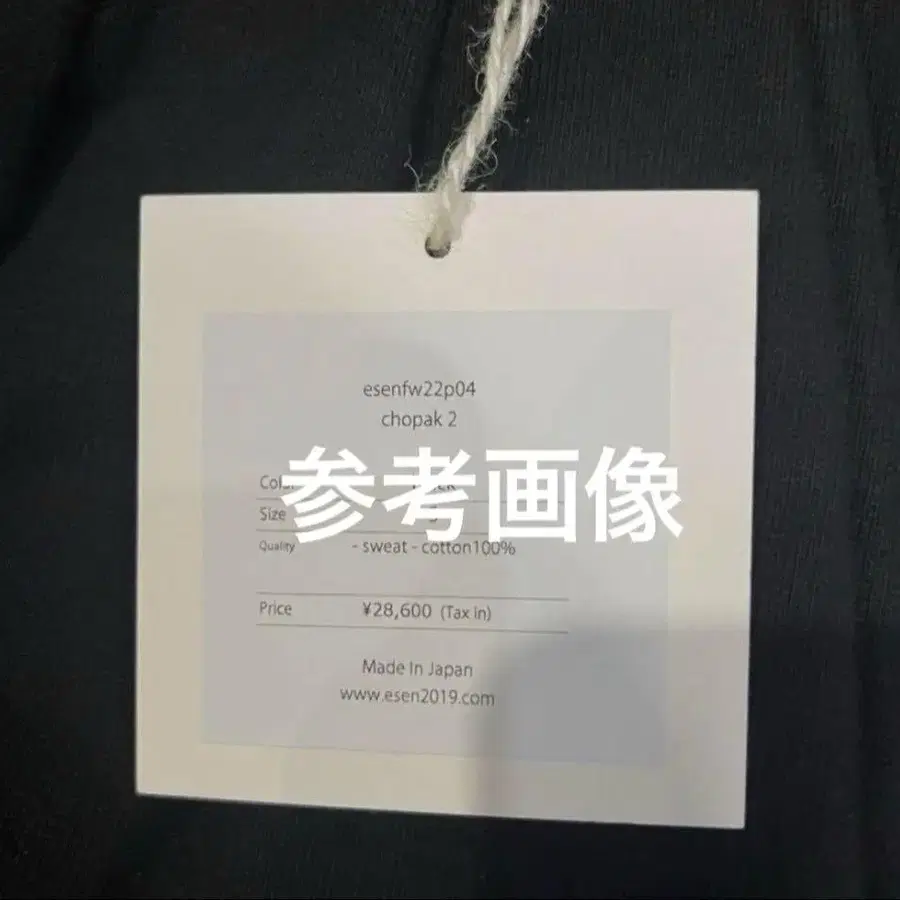 esenfw22p04
chopak 2
参考画像
Size
Quality - sweat - cotton100%
Price ¥28,600 (Tax in)
Made In Japan
www.esen2019.com